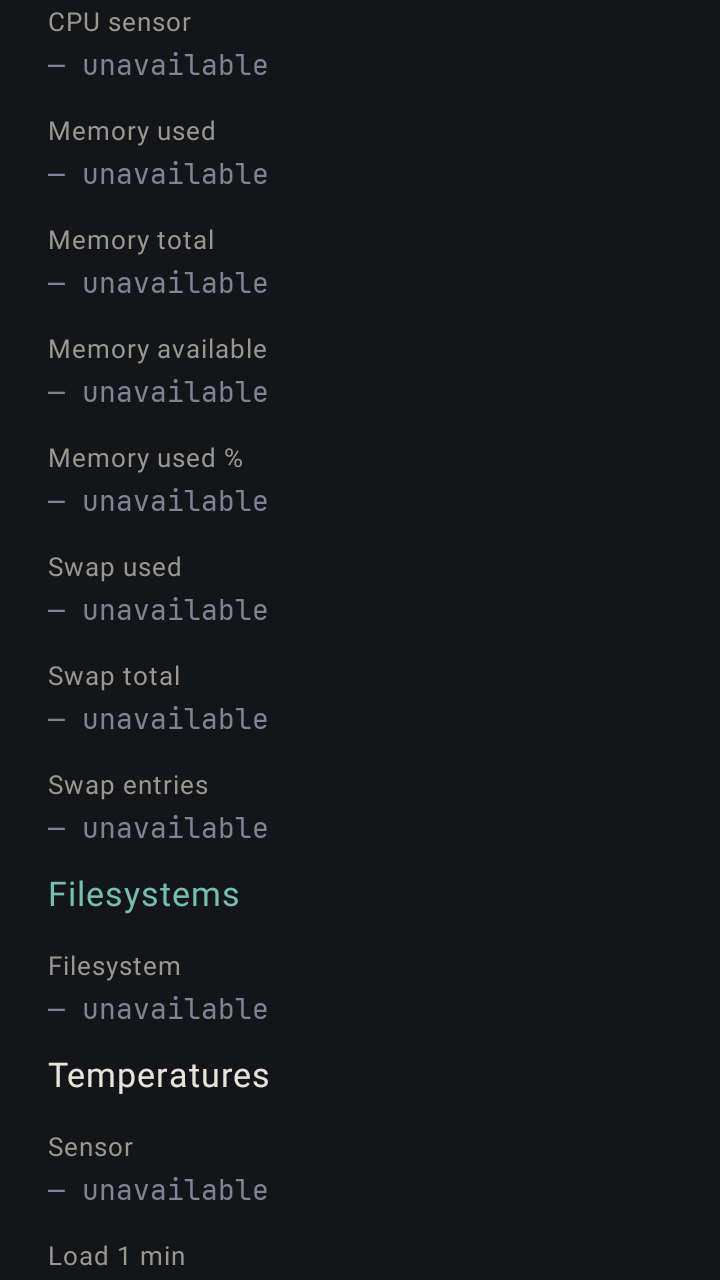 CPU sensor
— unavailable
Memory used
— unavailable
Memory total
— unavailable
Memory available
— unavailable
Memory used %
— unavailable
Swap used
— unavailable
Swap total
— unavailable
Swap entries
— unavailable
Filesystems
Filesystem
— unavailable
Temperatures
Sensor
— unavailable
Load 1 min